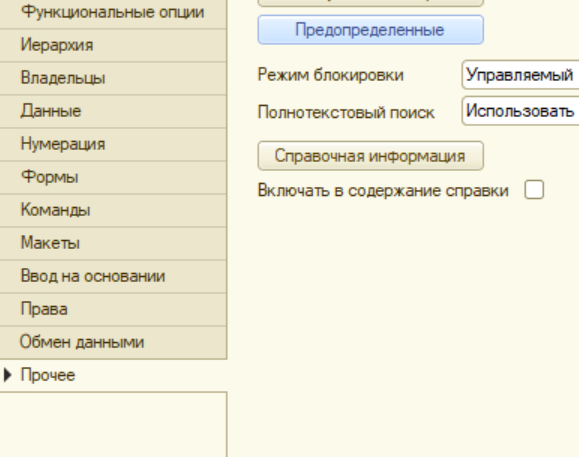 Функциональные опции
Иерархия
Владельцы
Данные
Нумерация
Формы
Команды
Макеты
Ввод на основании
Права
Обмен данными
Прочее
Предопределенные
Режим блокировки Управляемый
Полнотекстовый поиск Использовать
Справочная информация
Включать в содержание справки